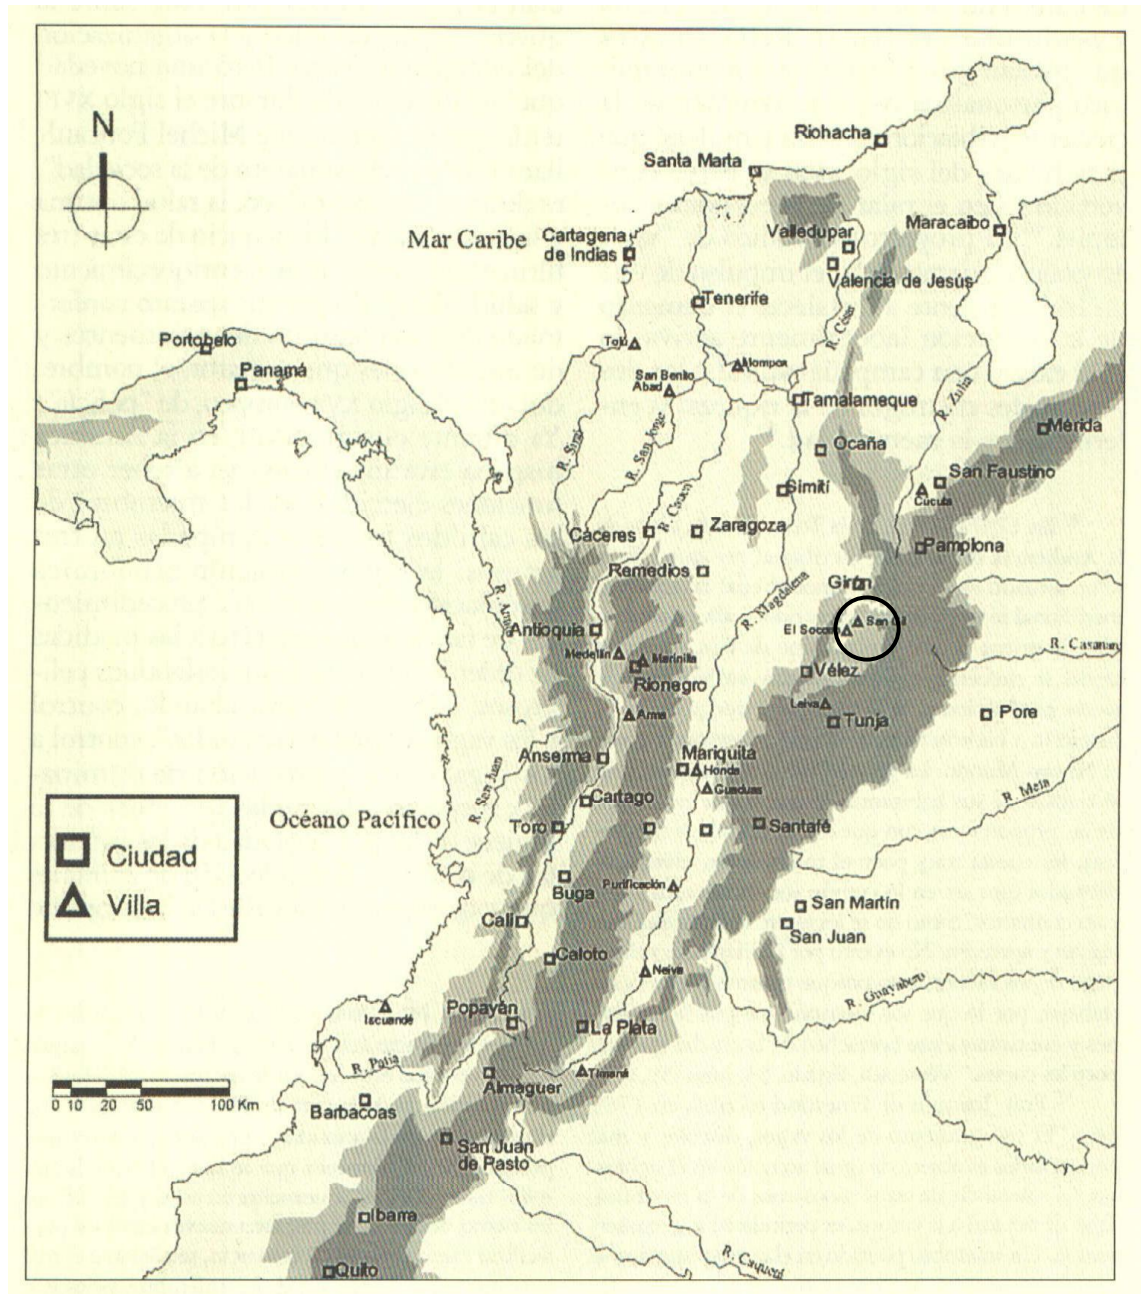 N
Riohacha
Santa Marta
Mar Caribe
Cartagena
de Indias
Valledupar
Maracaibo
Valencia de Jesús
Tenerife
R. Cesar
Portobelo
Panamá
Tolú
Mompox
San Benito
Abad
Tamalameque
R. Zulia
Mérida
R. Sinú
R. San Jorge
Ocaña
San Faustino
Simití
Cúcuta
R. Cauca
Cáceres
Zaragoza
Pamplona
Remedios
Girón
R. Magdalena
R. Atrato
Antioquia
San Gil
El Socorro
R. Casanare
Medellín
Marinilla
Rionegro
Vélez
Leiva
Arma
Tunja
Pore
Anserma
Mariquita
Honda
Guaduas
R. San Juan
Cartago
R. Meta
Océano Pacífico
Toro
Santafé
Ciudad
Villa
Buga
Purificación
San Martín
Cali
San Juan
Caloto
Neiva
R. Guayabero
Iscuandé
Popayán
La Plata
R. Patía
Timaná
Almaguer
0 10 20 50 100 Km
Barbacoas
San Juan
de Pasto
Ibarra
R. Caquetá
Quito